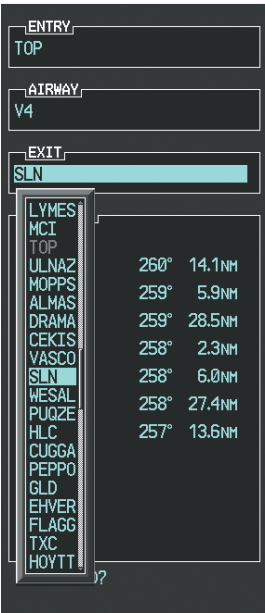 ENTRY
TOP
AIRWAY
V4
EXIT
SLN
LYMES
MCI
TOP
ULNAZ 260° 14.1NM
MOPPS 259° 5.9NM
ALMAS
DRAMA 259° 28.5NM
CEKIS 258° 2.3NM
VASCO
SLN 258° 6.0NM
WESAL 258° 27.4NM
PUQZE
HLC 257° 13.6NM
CUGGA
PEPPO
GLD
EHVER
FLAGG
TXC
HOYTT
?